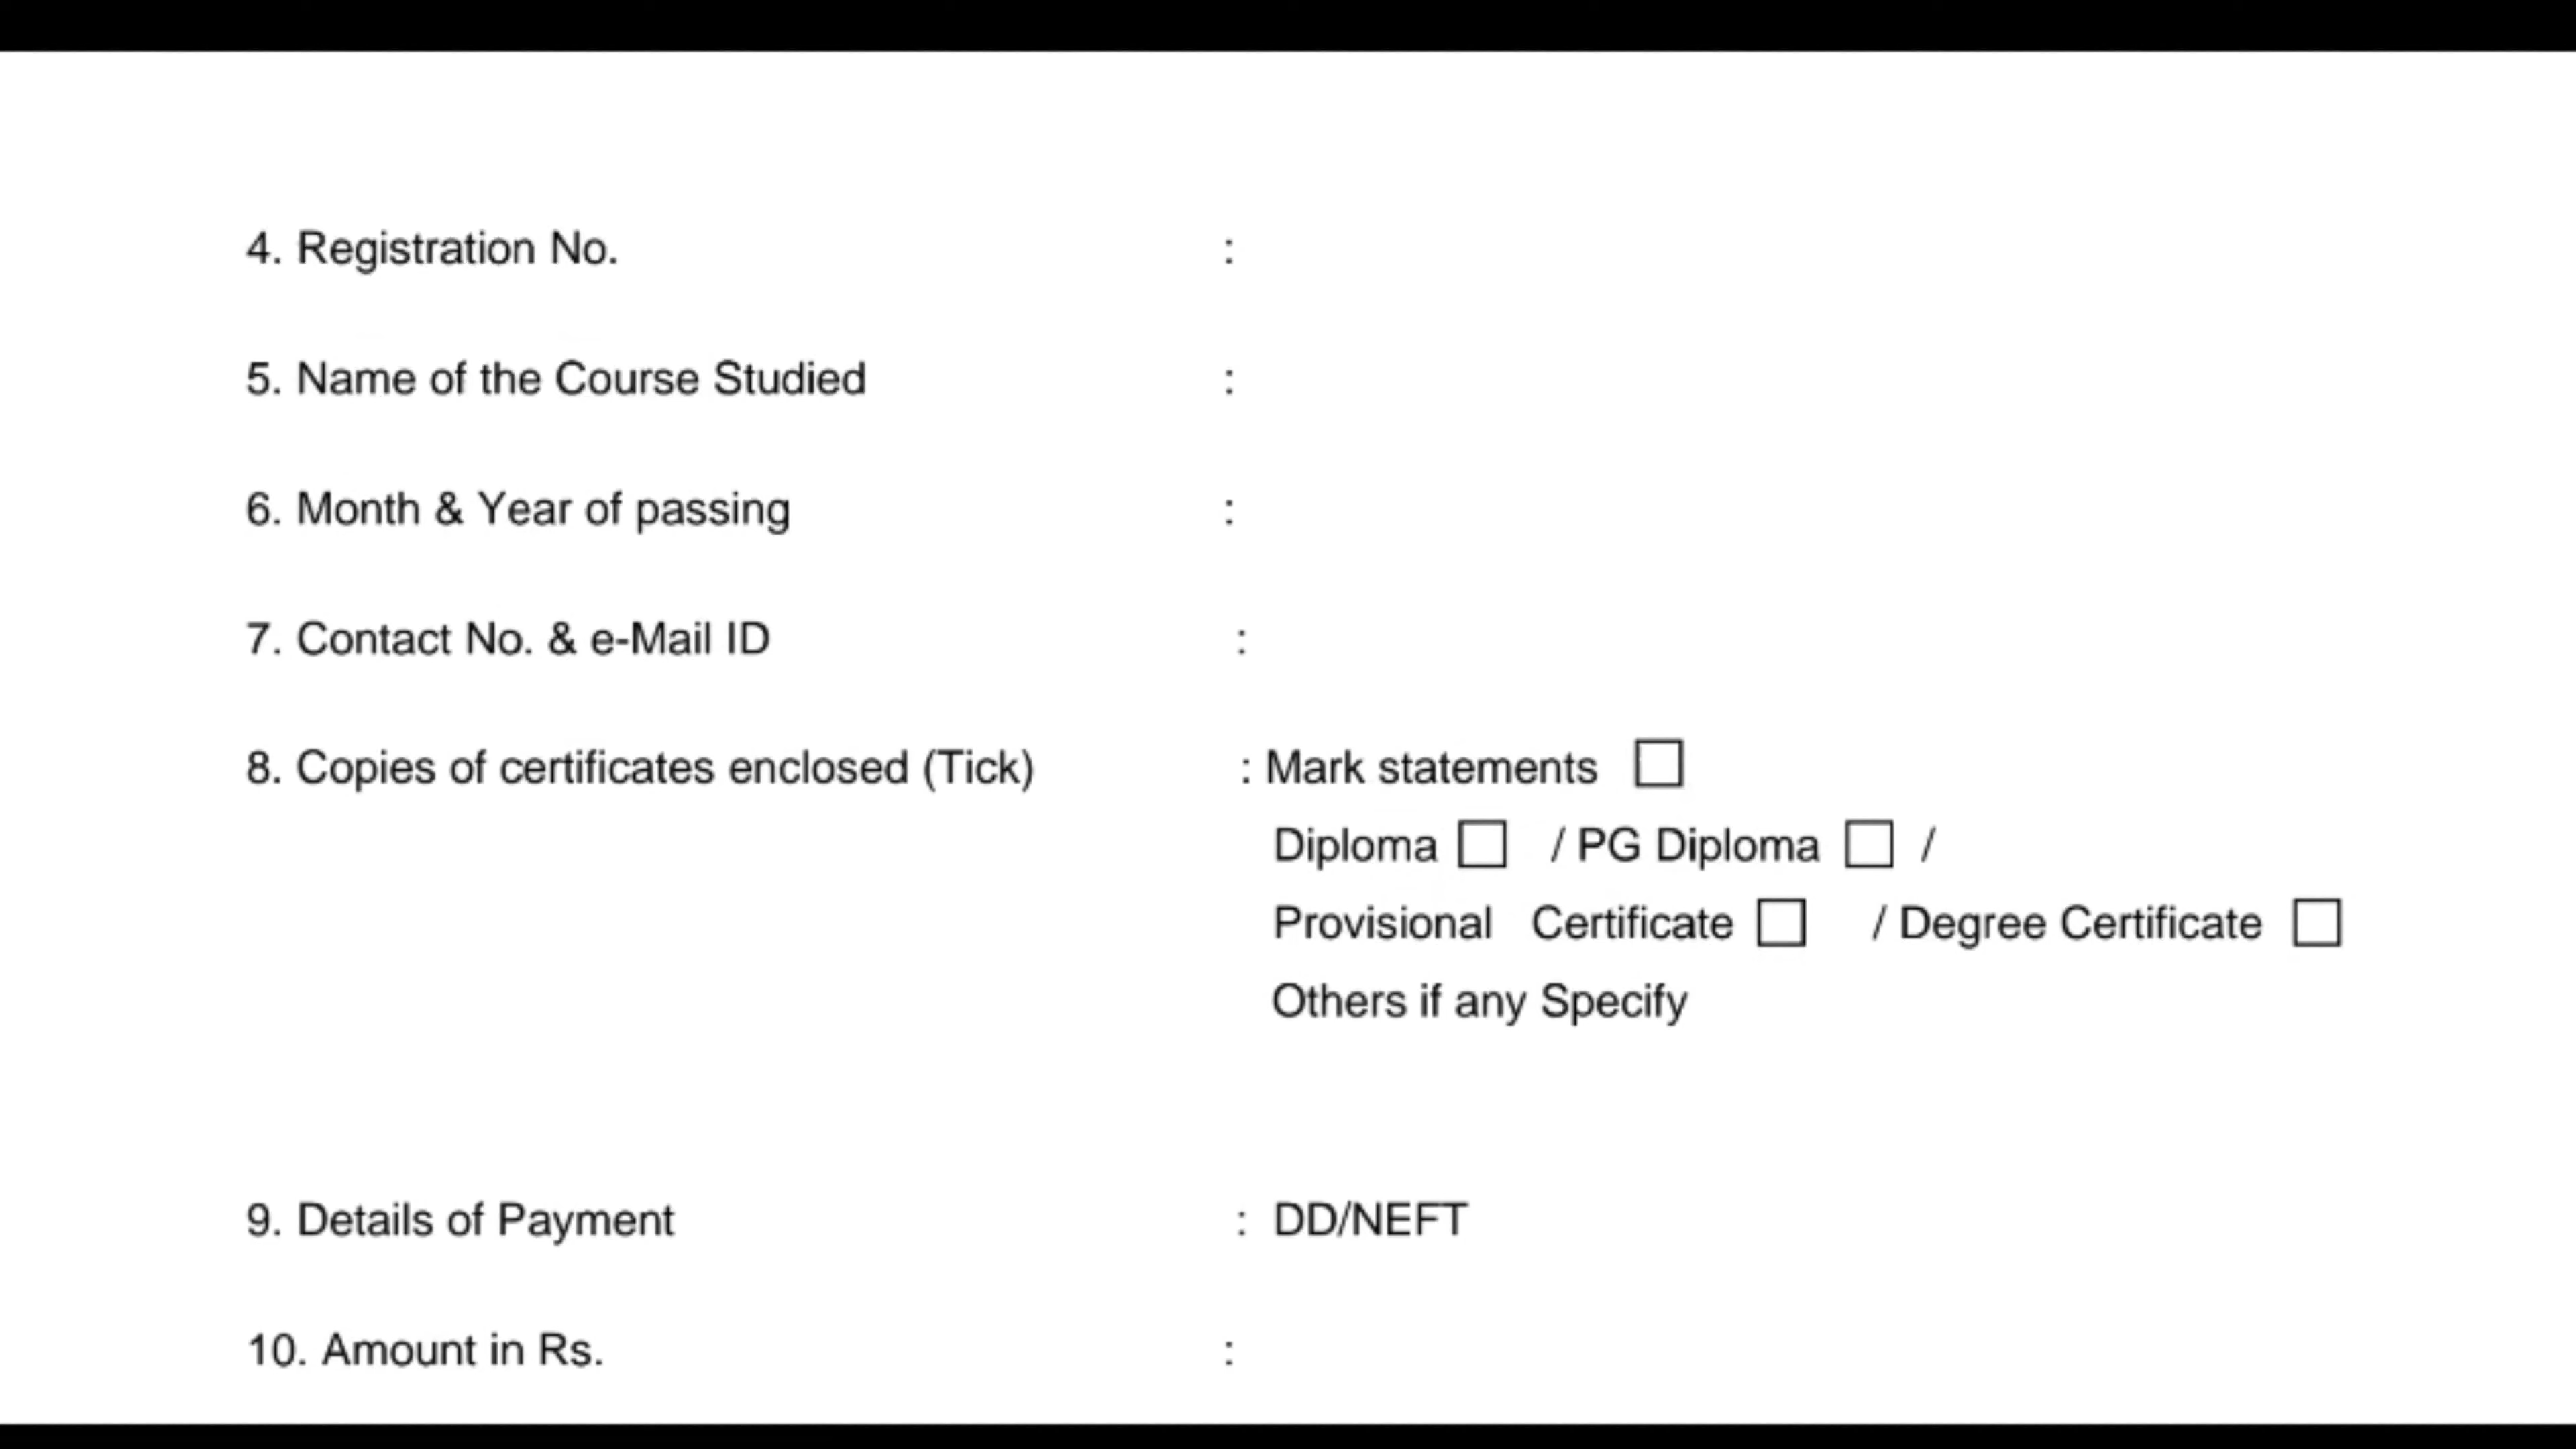 4. Registration No. :
5. Name of the Course Studied :
6. Month & Year of passing :
7. Contact No. & e-Mail ID :
8. Copies of certificates enclosed (Tick) : Mark statements
Diploma / PG Diploma /
Provisional Certificate / Degree Certificate
Others if any Specify
9. Details of Payment : DD/NEFT
10. Amount in Rs. :